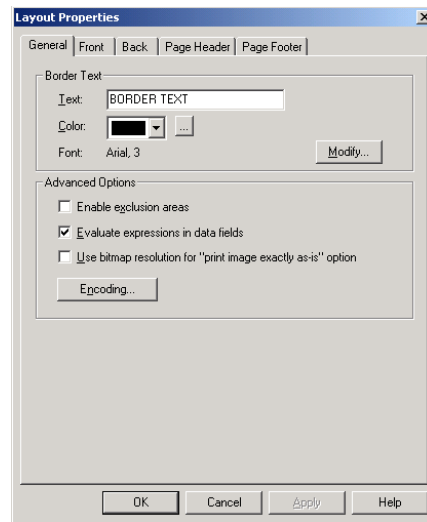 Layout Properties
General Front Back Page Header Page Footer
Border Text
Text: BORDER TEXT
Color: ...
Font: Arial, 3 Modify...
Advanced Options
Enable exclusion areas
Evaluate expressions in data fields
Use bitmap resolution for "print image exactly as-is" option
Encoding...
OK Cancel Apply Help